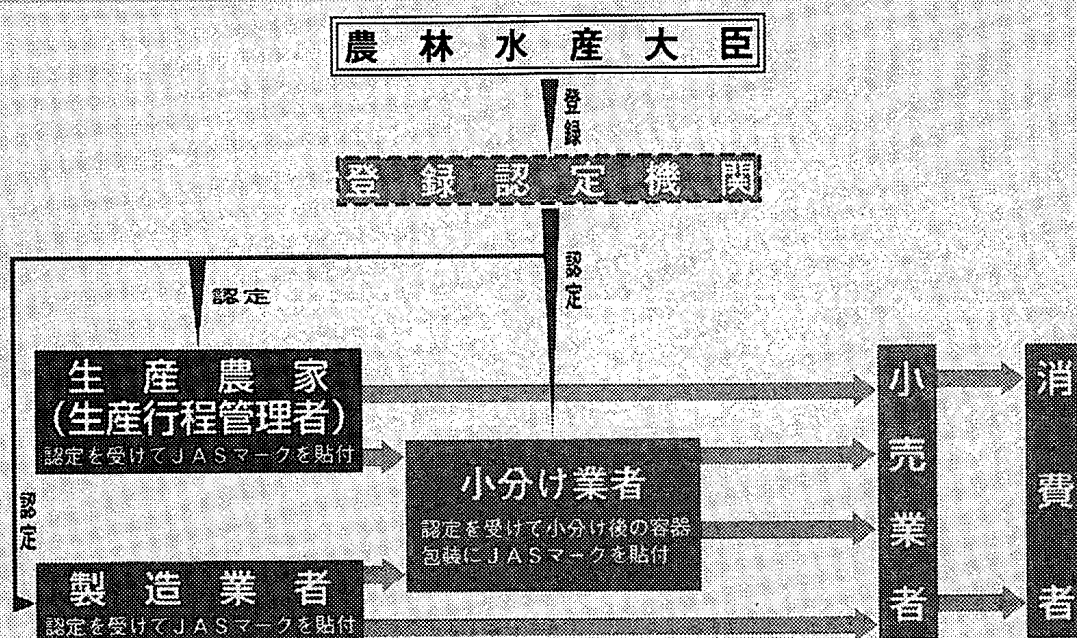 農林水産大臣
登録
登録認定機関
認定
認定
生産農家
(生産行程管理者)
認定を受けてJASマークを貼付
小分け業者
認定を受けて小分け後の容器
包装にJASマークを貼付
認定
製造業者
認定を受けてJASマークを貼付
小売業者
消費者